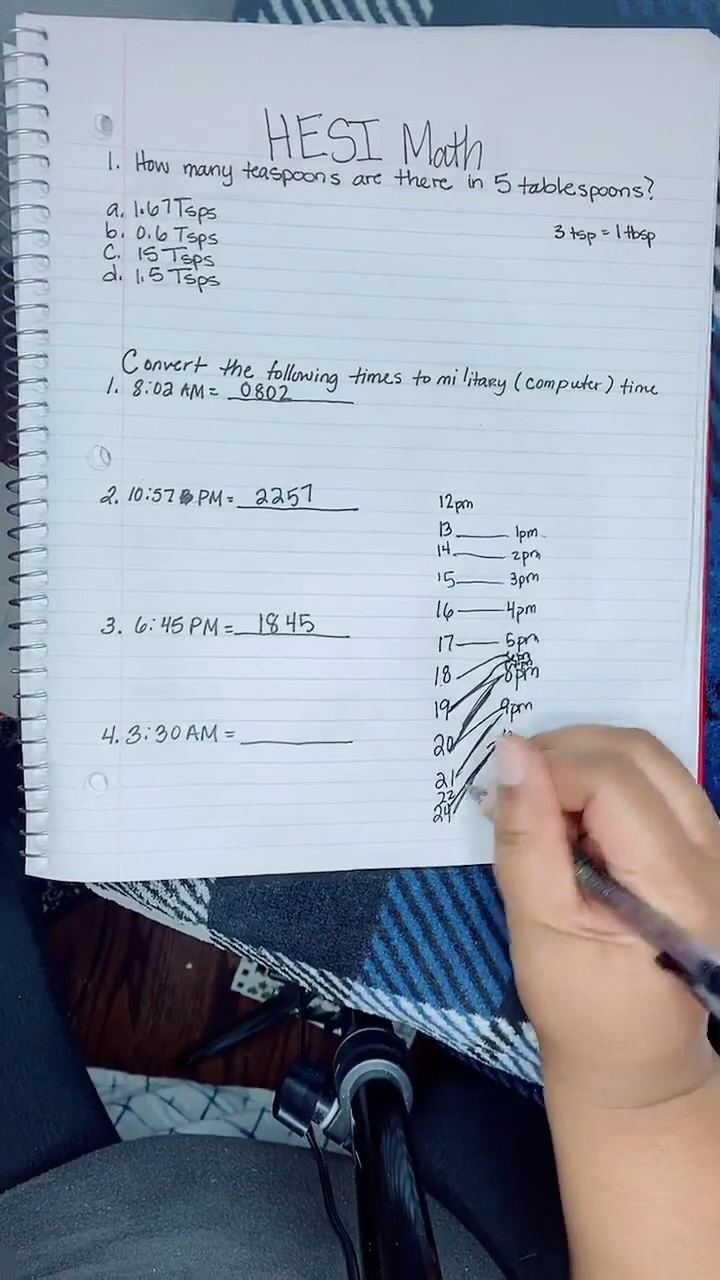 HESI Math
1. How many teaspoons are there in 5 tablespoons?
a. 1.67 Tsps
3 tsp = 1 tbsp
b. 0.6 Tsps
c. 15 Tsps
d. 1.5 Tsps
Convert the following times to military (computer) time
1. 8:02 AM = 0802
2. 10:57 PM = 2257
12pm
13 1pm
14 2pm
15 3pm
16 4pm
3. 6:45 PM = 1845
17 5pm
18
8pm
19
9pm
4. 3:30 AM =
20
21
22
24